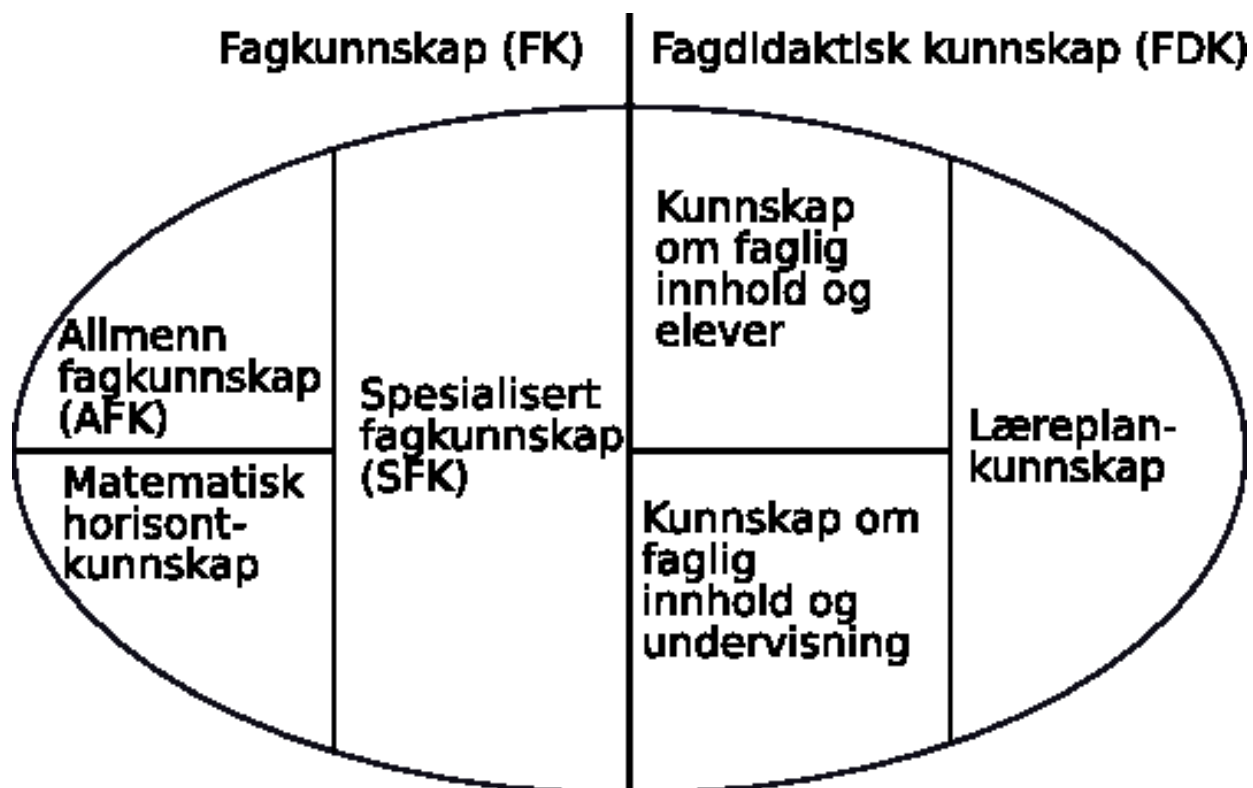 Fagkunnskap (FK)
Fagdidaktisk kunnskap (FDK)
Allmenn
fagkunnskap
(AFK)
Matematisk
horisont-
kunnskap
Spesialisert
fagkunnskap
(SFK)
Kunnskap
om faglig
innhold og
elever
Kunnskap om
faglig
innhold og
undervisning
Læreplan-
kunnskap